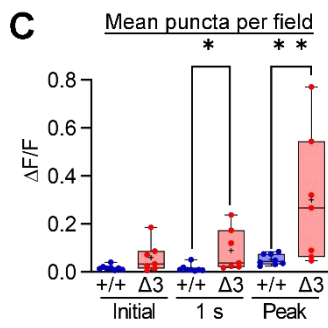 C
Mean puncta per field
* * *
ΔF/F
0.8
0.6
0.4
0.2
0.0
+/+ Δ3 +/+ Δ3 +/+ Δ3
Initial 1 s Peak